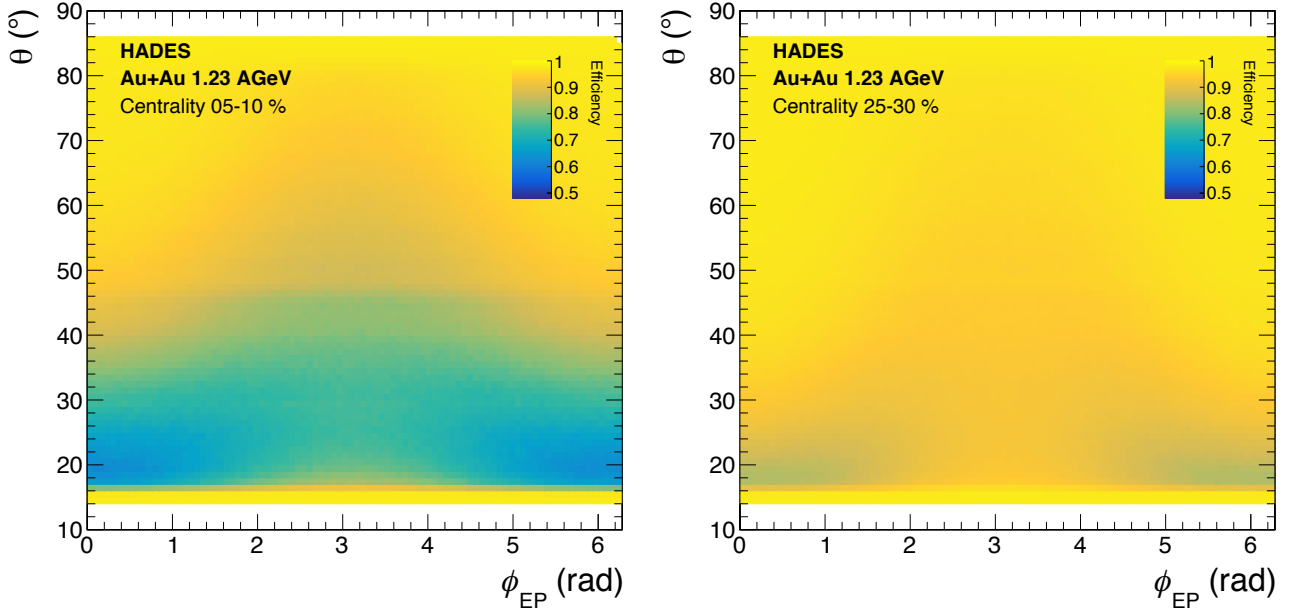 θ (°)
90
80
70
60
50
40
30
20
10
HADES
Au+Au 1.23 AGeV
Centrality 05-10 %
1
0.9
0.8
0.7
0.6
0.5
Efficiency
0 1 2 3 4 5 6
ϕEP (rad)
θ (°)
90
80
70
60
50
40
30
20
10
HADES
Au+Au 1.23 AGeV
Centrality 25-30 %
1
0.9
0.8
0.7
0.6
0.5
Efficiency
0 1 2 3 4 5 6
ϕEP (rad)